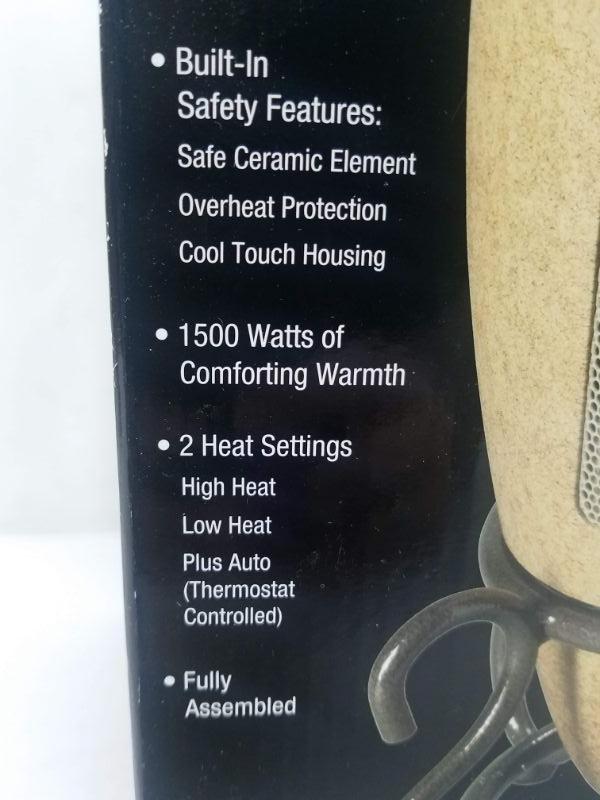 • Built-In
Safety Features:
Safe Ceramic Element
Overheat Protection
Cool Touch Housing
• 1500 Watts of
Comforting Warmth
• 2 Heat Settings
High Heat
Low Heat
Plus Auto
(Thermostat
Controlled)
• Fully
Assembled